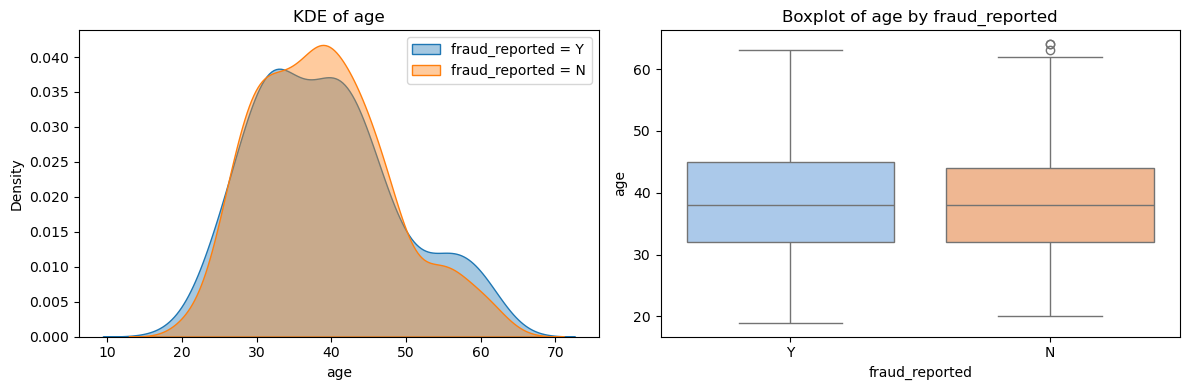 KDE of age
fraud_reported = Y
fraud_reported = N
0.040
0.035
0.030
0.025
0.020
0.015
0.010
0.005
0.000
Density
10 20 30 40 50 60 70
age
Boxplot of age by fraud_reported
60
50
40
30
20
age
Y N
fraud_reported